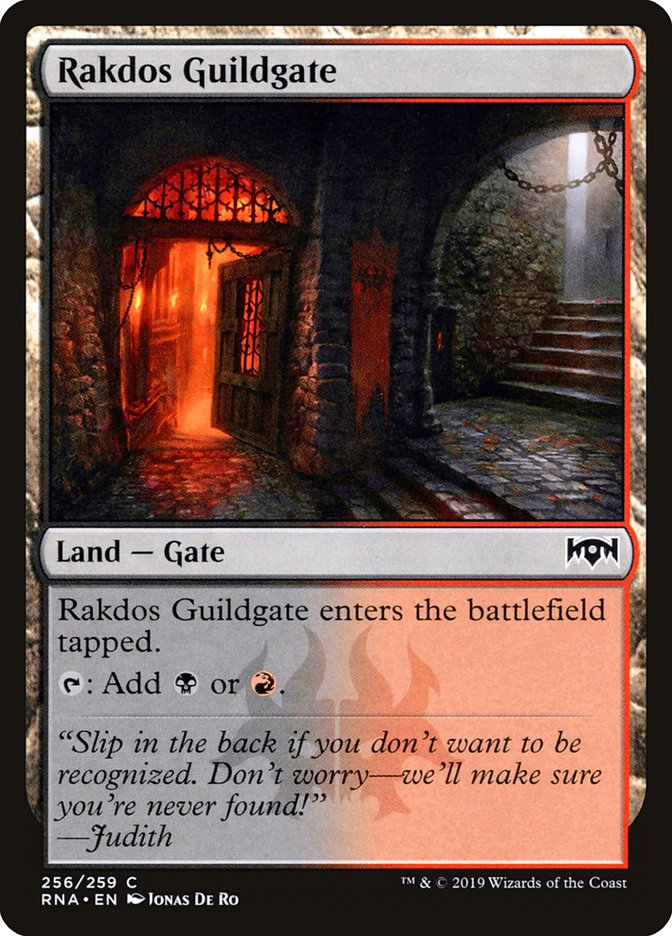 Rakdos Guildgate
Land — Gate
Rakdos Guildgate enters the battlefield
tapped.
: Add or .
“Slip in the back if you don’t want to be
recognized. Don’t worry—we’ll make sure
you’re never found!”
—Judith
256/259 C
RNA • EN Jonas De Ro
™ & © 2019 Wizards of the Coast